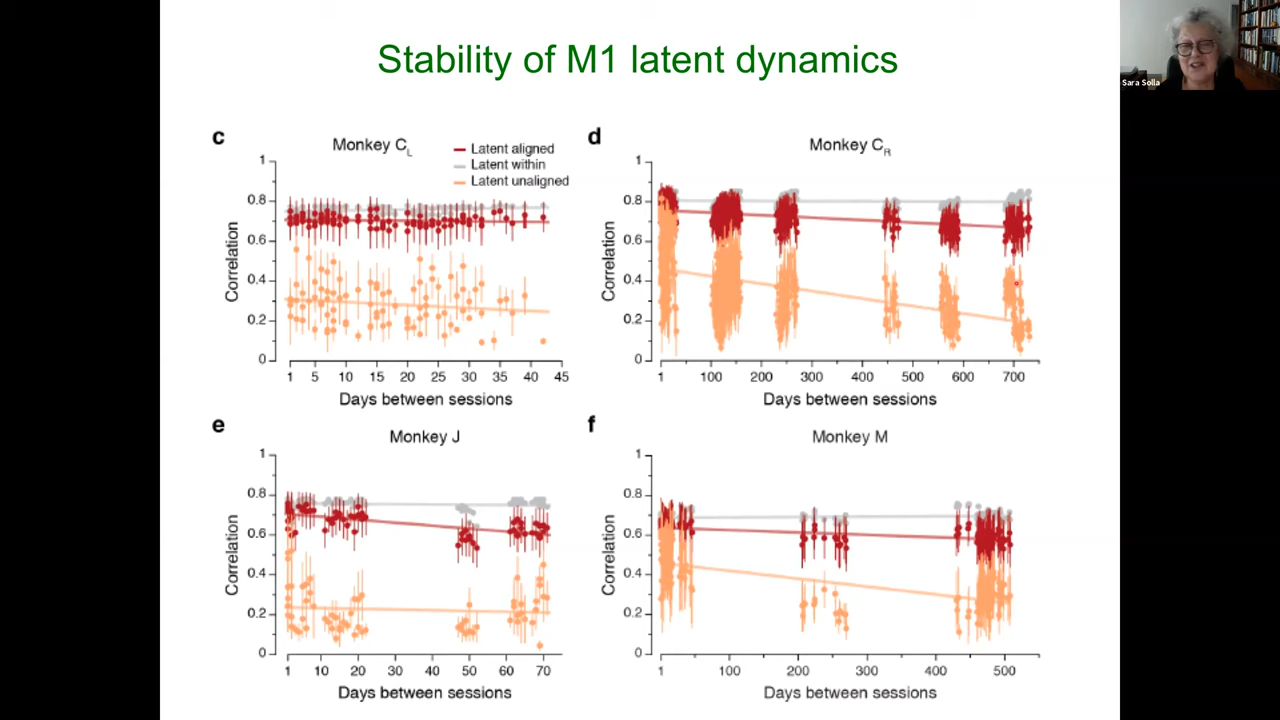 Stability of M1 latent dynamics
Sara Solla
c
Monkey CL
Latent aligned
Latent within
Latent unaligned
1
0.8
0.6
0.4
0.2
0
Correlation
1 5 10 15 20 25 30 35 40 45
Days between sessions
d
Monkey CR
1
0.8
0.6
0.4
0.2
0
Correlation
1 100 200 300 400 500 600 700
Days between sessions
e
Monkey J
1
0.8
0.6
0.4
0.2
0
Correlation
1 10 20 30 40 50 60 70
Days between sessions
f
Monkey M
1
0.8
0.6
0.4
0.2
0
Correlation
1 100 200 300 400 500
Days between sessions